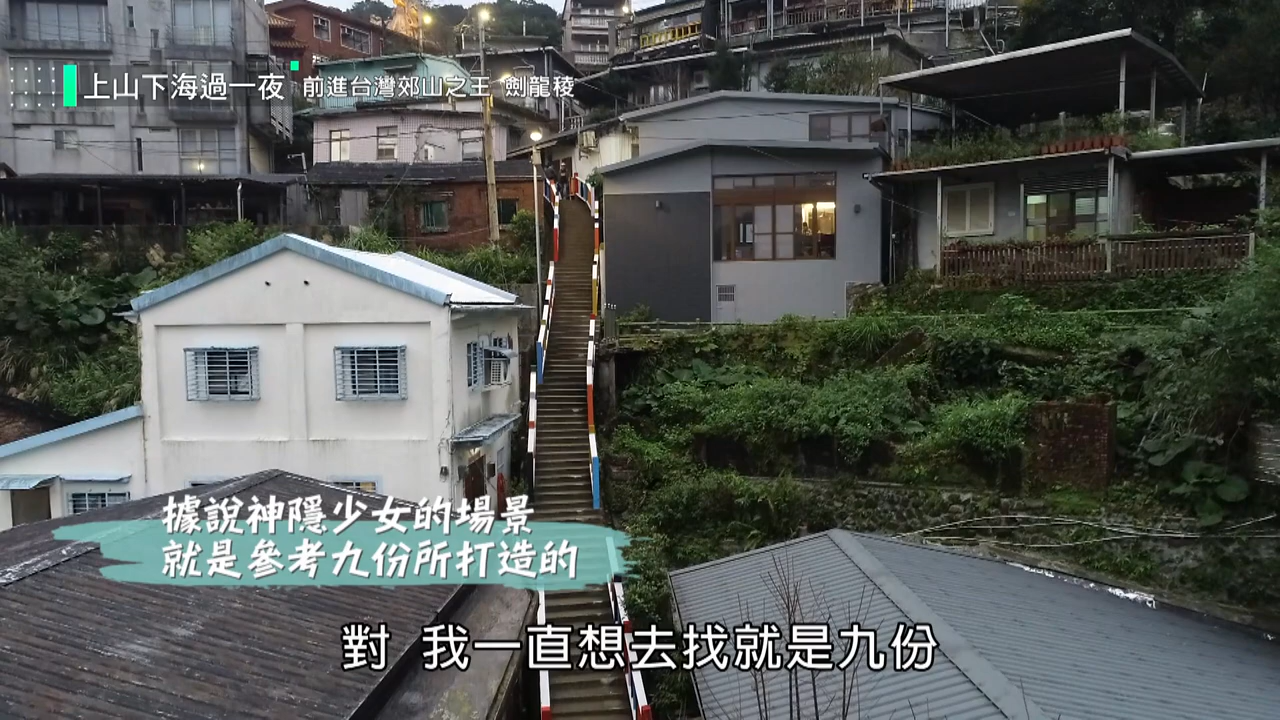 上山下海過一夜 前進台灣郊山之王 劍龍稜
據說神隱少女的場景
就是參考九份所打造的
對 我一直想去找就是九份